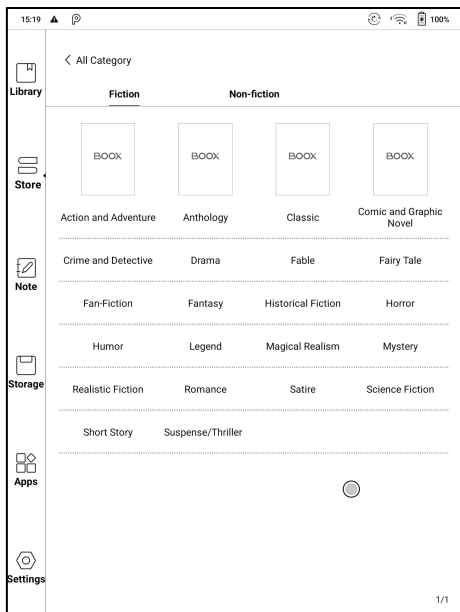 15:19
100%
All Category
Library
Fiction Non-fiction
BOOX BOOX BOOX BOOX
Store
Action and Adventure Anthology Classic Comic and Graphic Novel
Crime and Detective Drama Fable Fairy Tale
Note
Fan-Fiction Fantasy Historical Fiction Horror
Humor Legend Magical Realism Mystery
Storage
Realistic Fiction Romance Satire Science Fiction
Short Story Suspense/Thriller
Apps
Settings
1/1